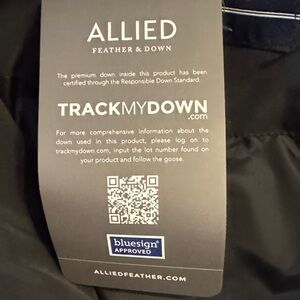 ALLIED
FEATHER & DOWN
The premium down inside this product has been
certified through the Responsible Down Standard.
TRACKMYDOWN
.com
For more comprehensive information about the
down used in this product, please log on to
trackmydown.com, input the lot number found on
your product and follow the goose.
bluesign®
APPROVED
ALLIEDFEATHER.COM